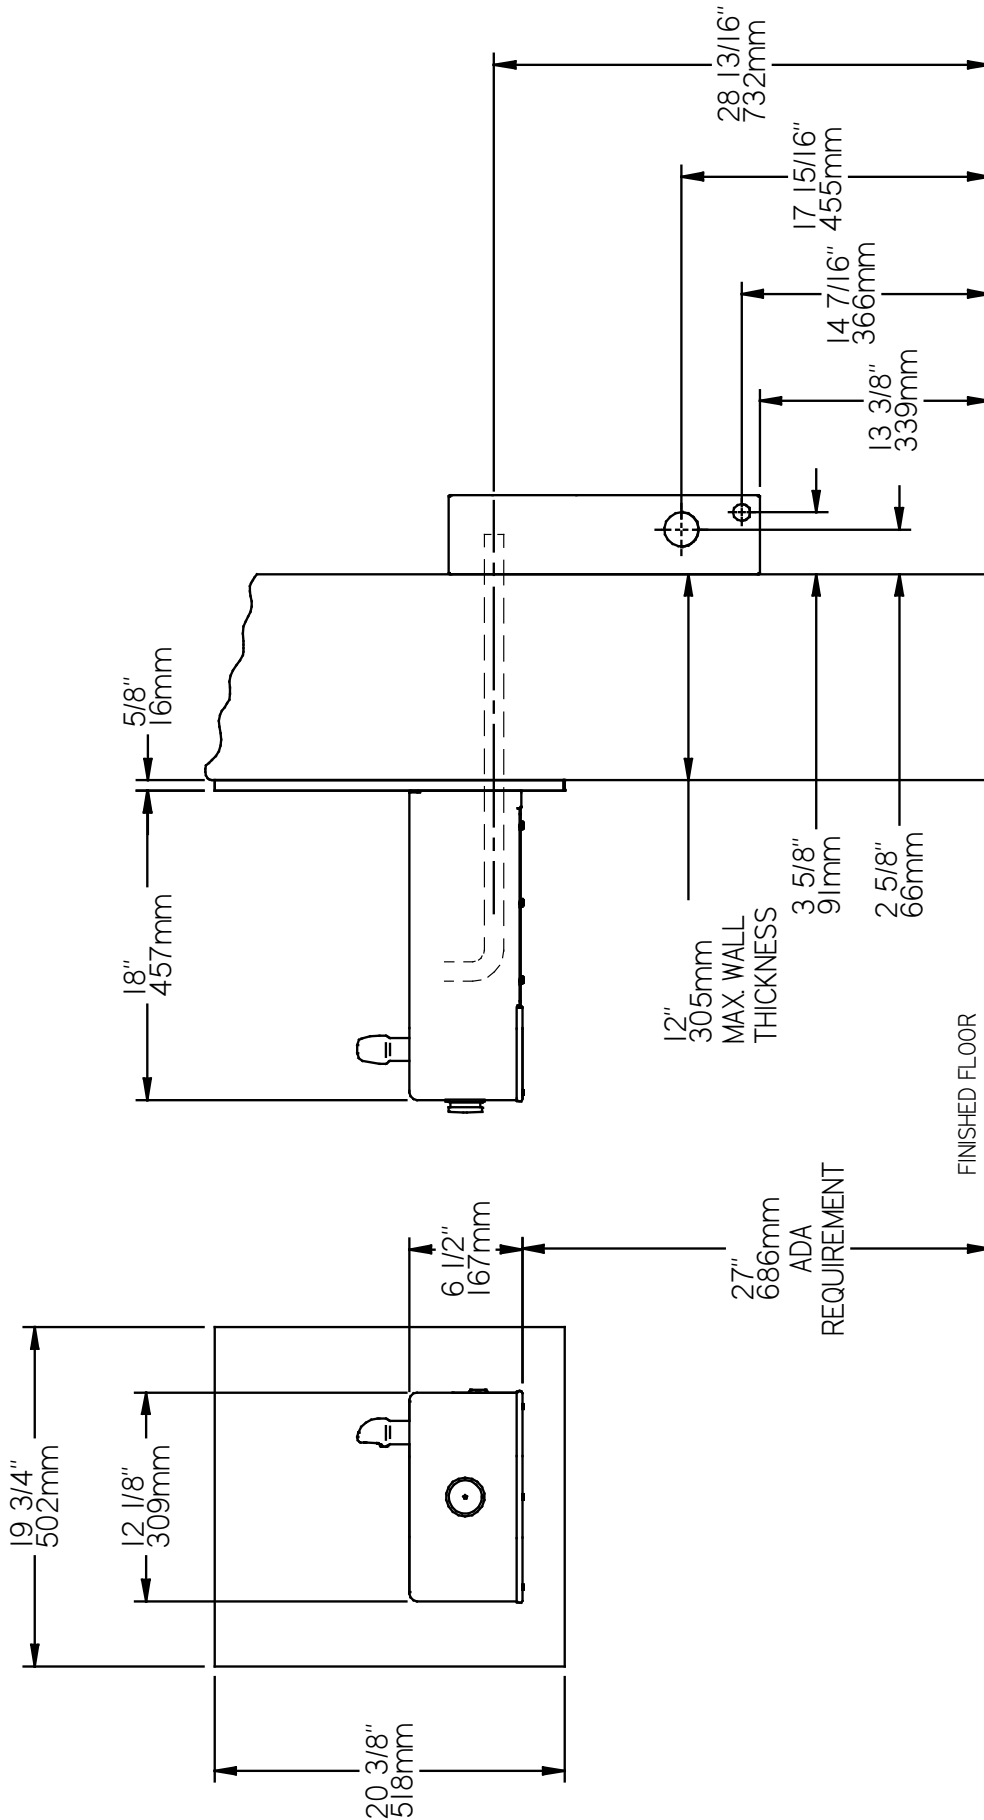 19 3/4"
502mm
12 1/8"
309mm
20 3/8"
518mm
6 1/2"
167mm
27"
686mm
ADA
REQUIREMENT
18"
457mm
5/8"
16mm
12"
305mm
MAX. WALL
THICKNESS
3 5/8"
91mm
2 5/8"
66mm
FINISHED FLOOR
28 13/16"
732mm
17 15/16"
455mm
14 7/16"
366mm
13 3/8"
339mm